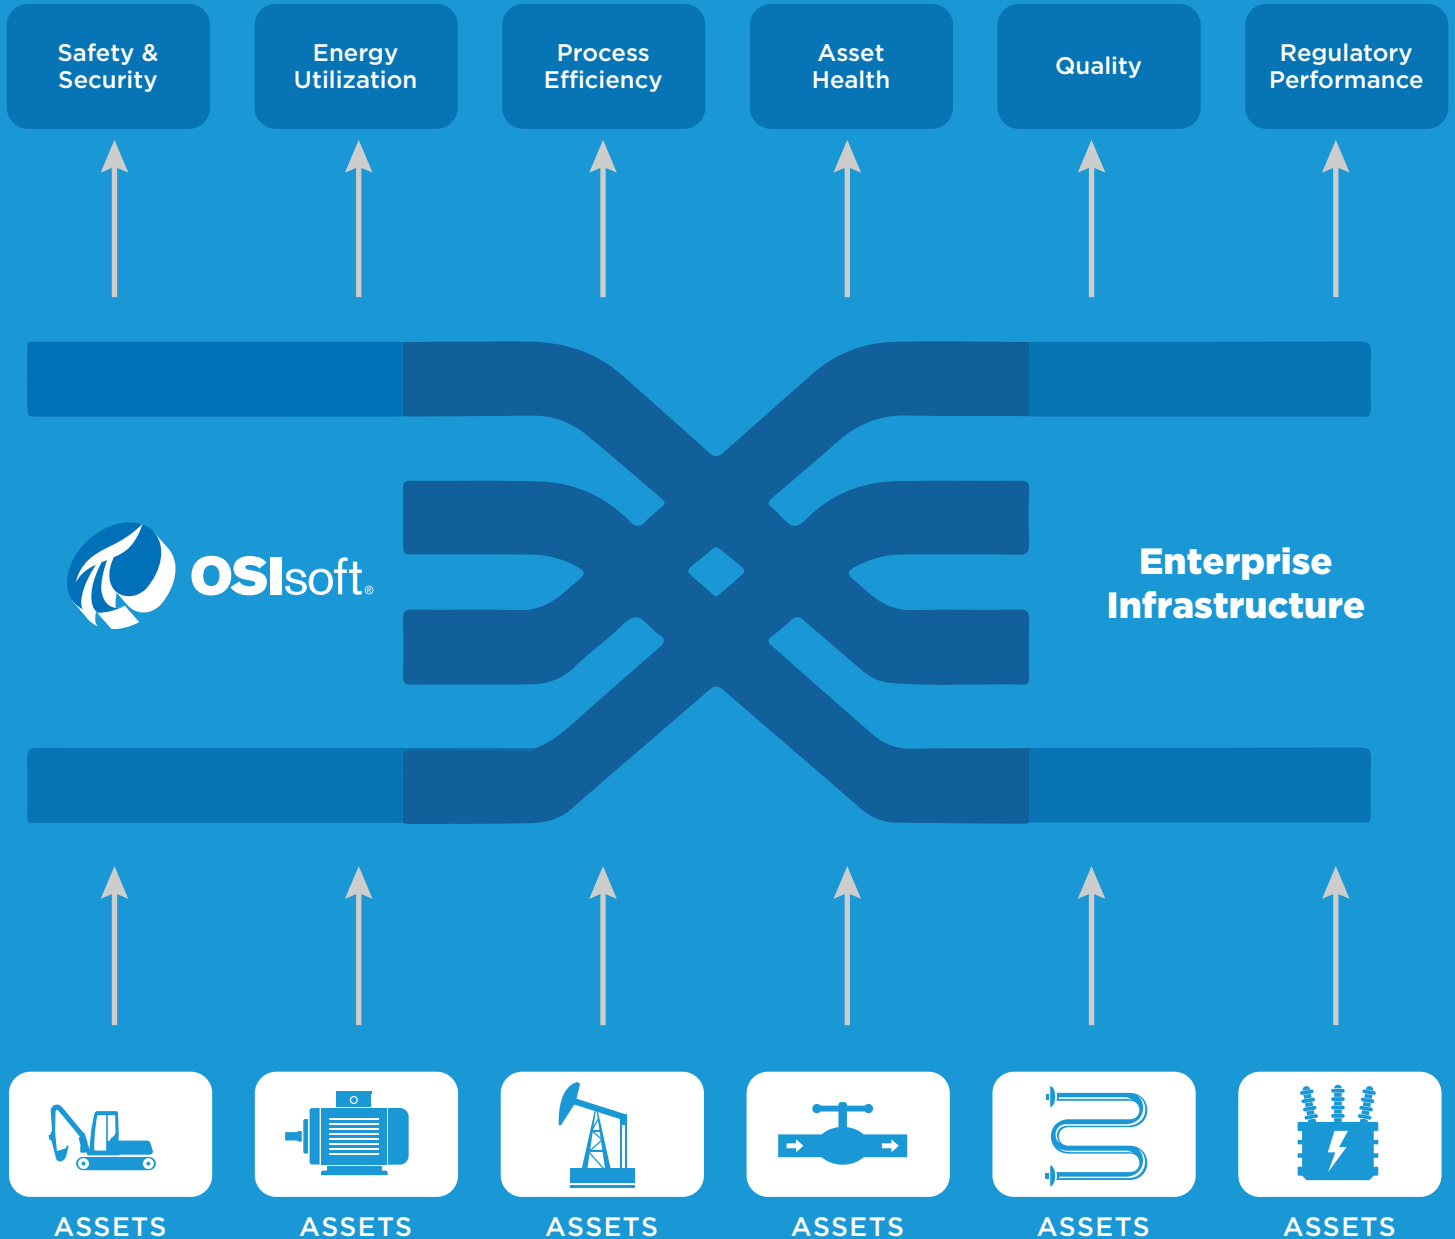 Safety &
Security
Energy
Utilization
Process
Efficiency
Asset
Health
Quality
Regulatory
Performance
OSIsoft®
Enterprise
Infrastructure
ASSETS
ASSETS
ASSETS
ASSETS
ASSETS
ASSETS